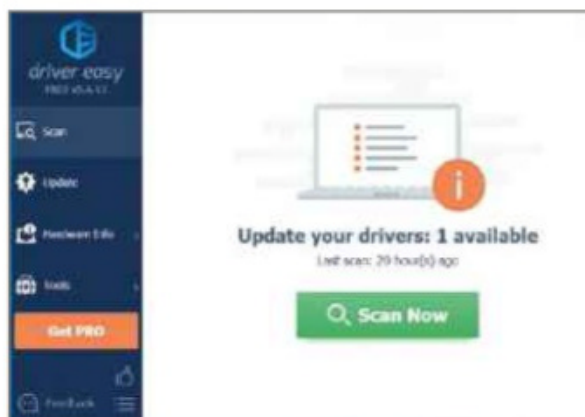 driver easy
Scan
Update
Hardware Info
Tools
Get PRO
Feedback
Update your drivers: 1 available
Last scan: 29 hour(s) ago
Scan Now